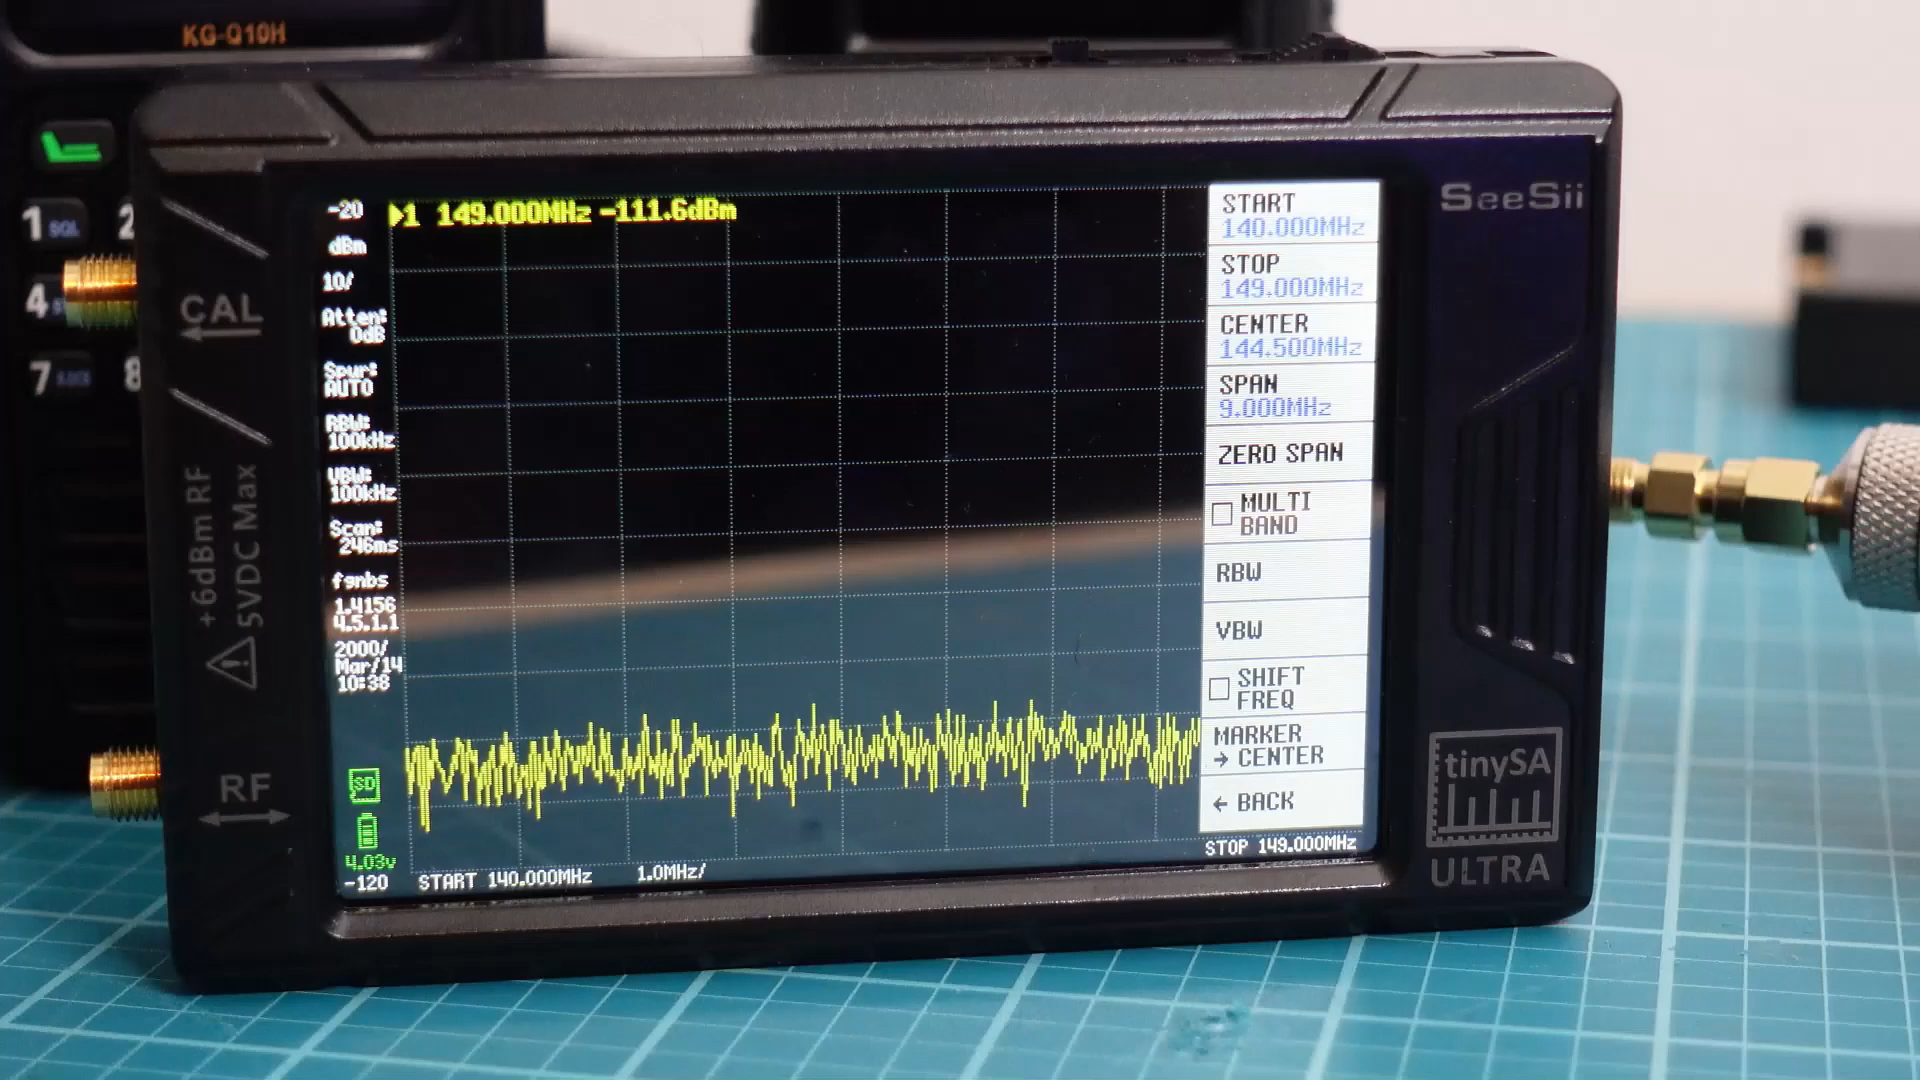 KG-Q10H
1 SQL 2
4
7 8
CAL
+6dBm RF
5VDC Max
RF
-20
dBm
10/
Atten:
0dB
Spur:
AUTO
RBW:
100kHz
VBW:
100kHz
Scan:
246ms
fgnbs
1.4156
4.5.1.1
2000/
Mar/14
10:38
SD
4.03v
-120
1 149.000MHz -111.6dBm
START 140.000MHz 1.0MHz/
STOP 149.000MHz
START
140.000MHz
STOP
149.000MHz
CENTER
144.500MHz
SPAN
9.000MHz
ZERO SPAN
MULTI
BAND
RBW
VBW
SHIFT
FREQ
MARKER
→ CENTER
← BACK
SeeSii
tinySA
ULTRA